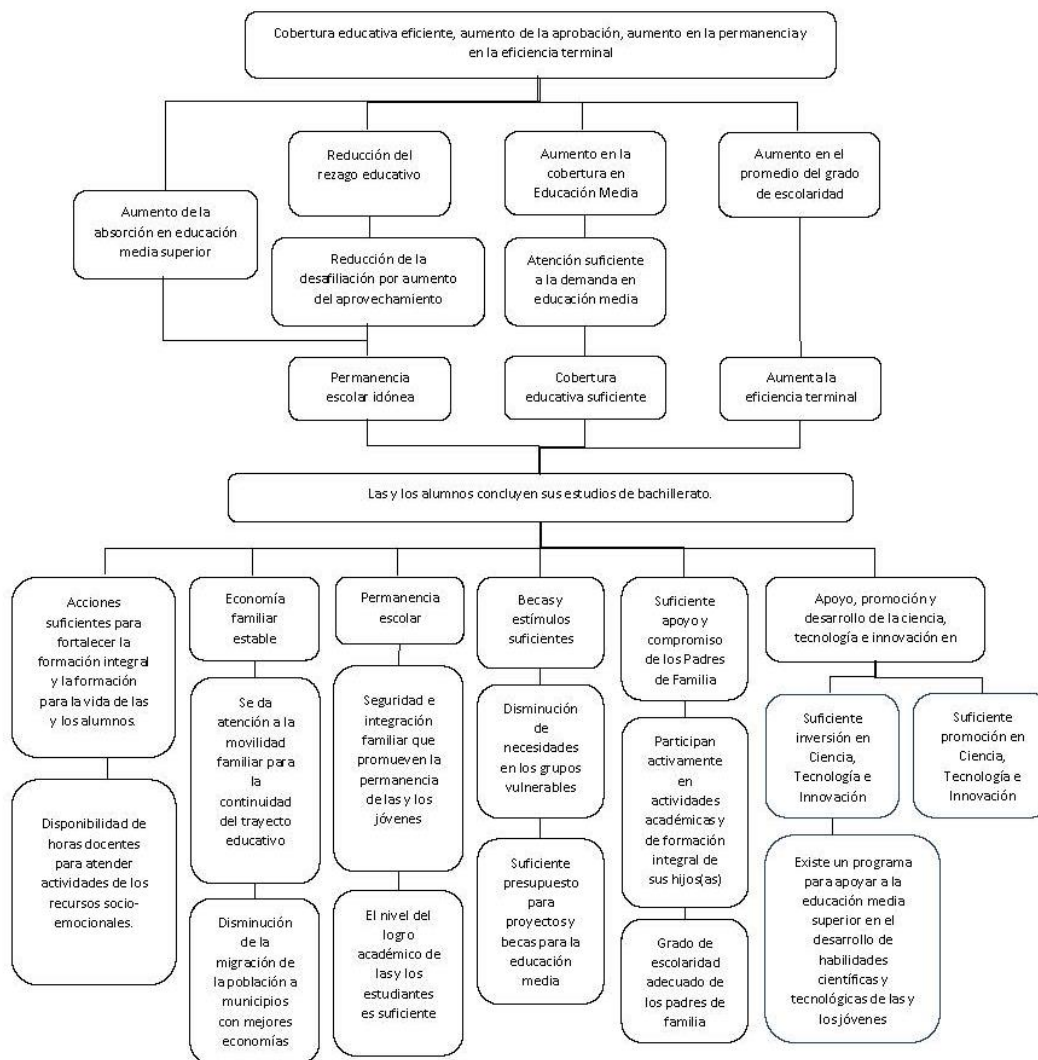 Cobertura educativa eficiente, aumento de la aprobación, aumento en la permanencia y
en la eficiencia terminal
Reducción del
rezago educativo
Aumento en la
cobertura en
Educación Media
Aumento en el
promedio del grado
de escolaridad
Aumento de la
absorción en educación
media superior
Reducción de la
desafiliación por aumento
del aprovechamiento
Atención suficiente
a la demanda en
educación media
Permanencia
escolar idónea
Cobertura
educativa suficiente
Aumenta la
eficiencia terminal
Las y los alumnos concluyen sus estudios de bachillerato.
Acciones
suficientes para
fortalecer la
formación integral
y la formación
para la vida de las
y los alumnos.
Economía
familiar
estable
Permanencia
escolar
Becas y
estímulos
suficientes
Suficiente
apoyo y
compromiso
de los Padres
de Familia
Apoyo, promoción y
desarrollo de la ciencia,
tecnología e innovación en
Se da
atención a la
movilidad
familiar para
la
continuidad
del trayecto
educativo
Seguridad e
integración
familiar que
promueven la
permanencia
de las y los
jóvenes
Disminución
de
necesidades
en los grupos
vulnerables
Participan
activamente
en
actividades
académicas y
de formación
integral de
sus hijos(as)
Suficiente
inversión en
Ciencia,
Tecnología e
Innovación
Suficiente
promoción en
Ciencia,
Tecnología e
Innovación
Disponibilidad de
horas docentes
para atender
actividades de los
recursos socio-
emocionales.
Disminución
de la
migración de
la población a
municipios
con mejores
economías
El nivel del
logro
académico de
las y los
estudiantes
es suficiente
Suficiente
presupuesto
para
proyectos y
becas para la
educación
media
Grado de
escolaridad
adecuado de
los padres de
familia
Existe un programa
para apoyar a la
educación media
superior en el
desarrollo de
habilidades
científicas y
tecnológicas de las y
los jóvenes